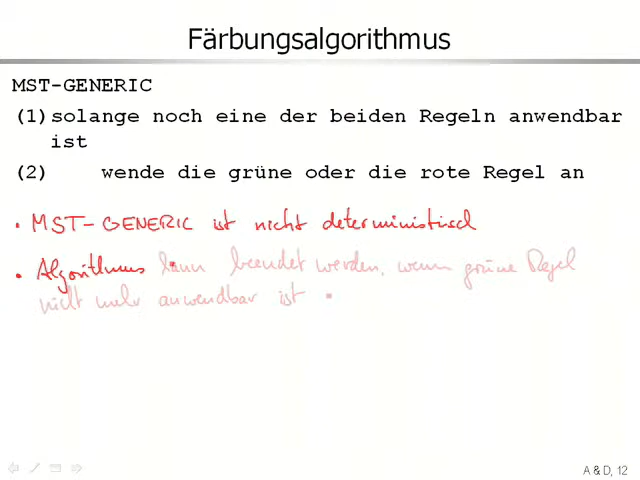 Färbungsalgorithmus
MST-GENERIC
(1) solange noch eine der beiden Regeln anwendbar
ist
(2) wende die grüne oder die rote Regel an
• MST-GENERIC ist nicht deterministisch
• Algorithmus kann beendet werden, wenn grüne Regel
nicht mehr anwendbar ist
A & D, 12